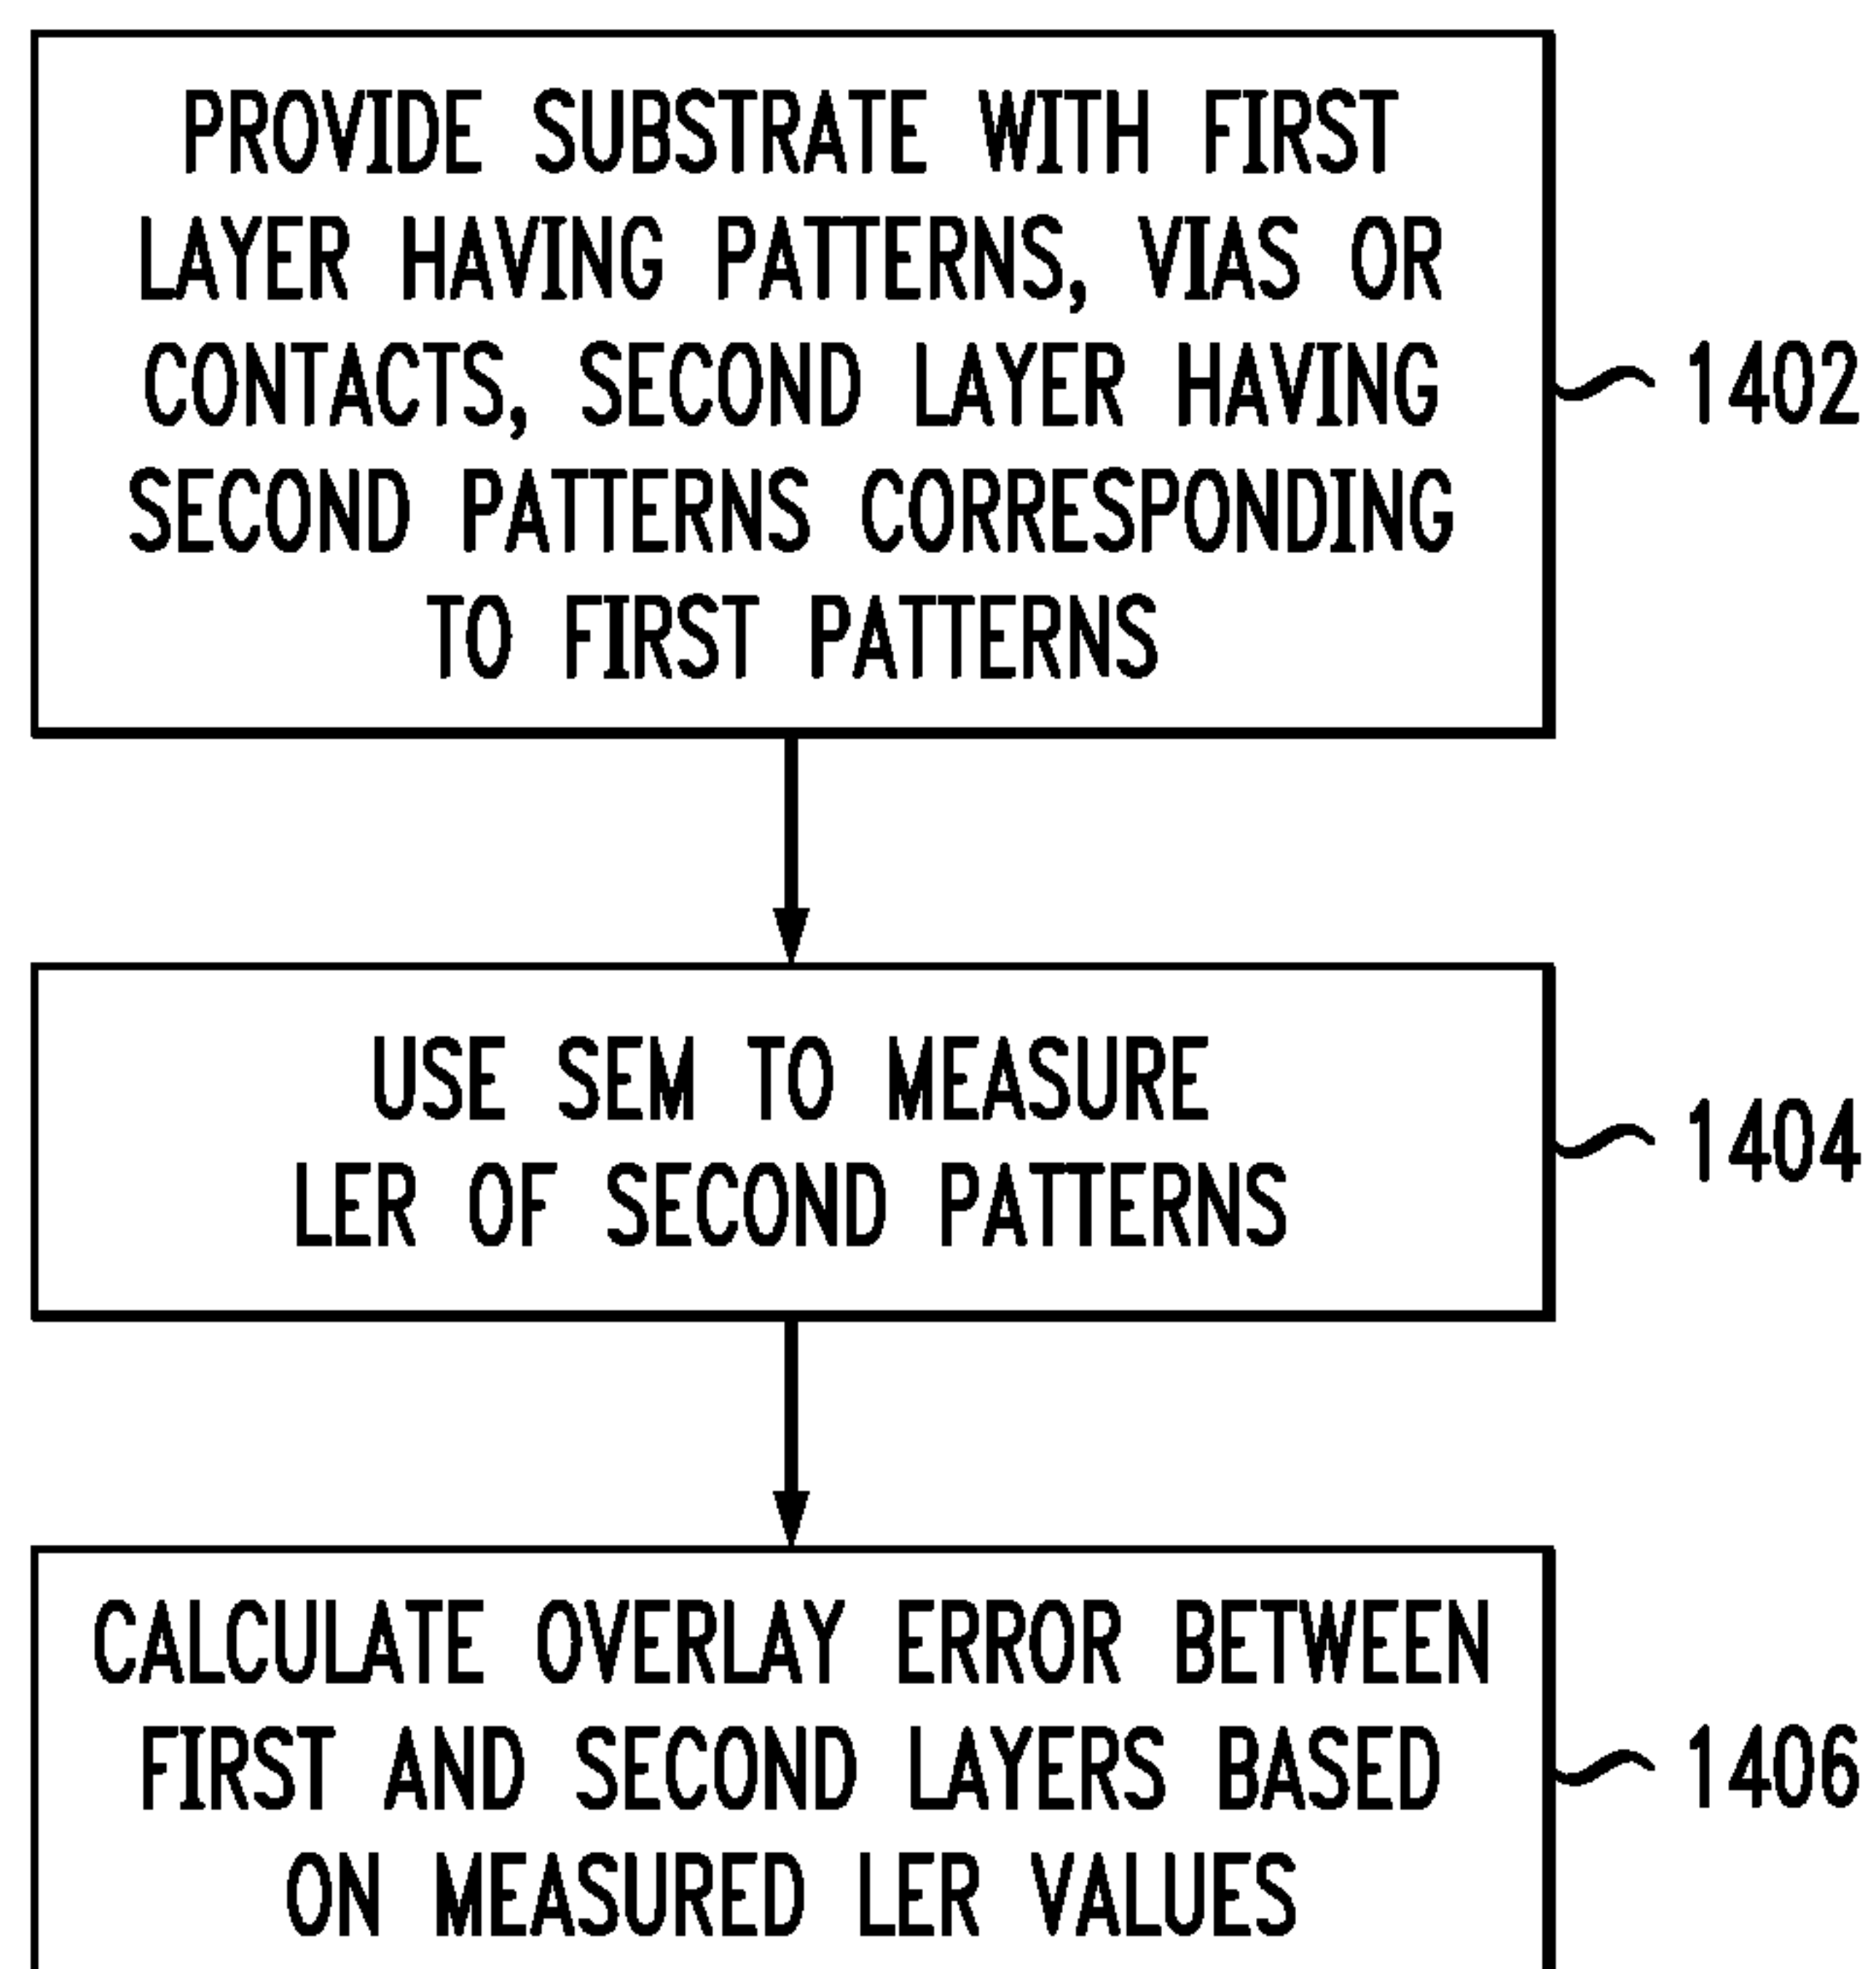 PROVIDE SUBSTRATE WITH FIRST
LAYER HAVING PATTERNS, VIAS OR
CONTACTS, SECOND LAYER HAVING
SECOND PATTERNS CORRESPONDING
TO FIRST PATTERNS
1402
USE SEM TO MEASURE
LER OF SECOND PATTERNS
1404
CALCULATE OVERLAY ERROR BETWEEN
FIRST AND SECOND LAYERS BASED
ON MEASURED LER VALUES
1406